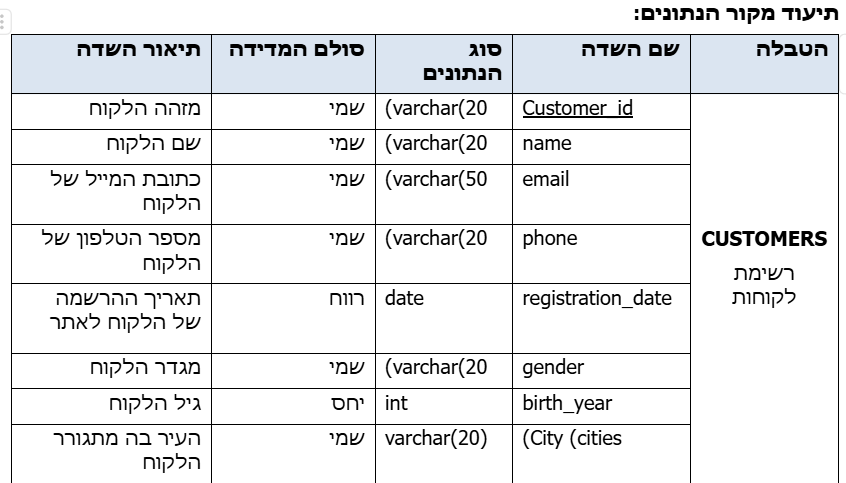 תיעוד מקור הנתונים:
הטבלה שם השדה סוג הנתונים סולם המדידה תיאור השדה
CUSTOMERS
רשימת
לקוחות
Customer_id (varchar(20 שמי מזהה הלקוח
name (varchar(20 שמי שם הלקוח
email (varchar(50 שמי כתובת המייל של
הלקוח
phone (varchar(20 שמי מספר הטלפון של
הלקוח
registration_date date רווח תאריך ההרשמה
של הלקוח לאתר
gender (varchar(20 שמי מגדר הלקוח
birth_year int יחס גיל הלקוח
(City (cities varchar(20) שמי העיר בה מתגורר
הלקוח